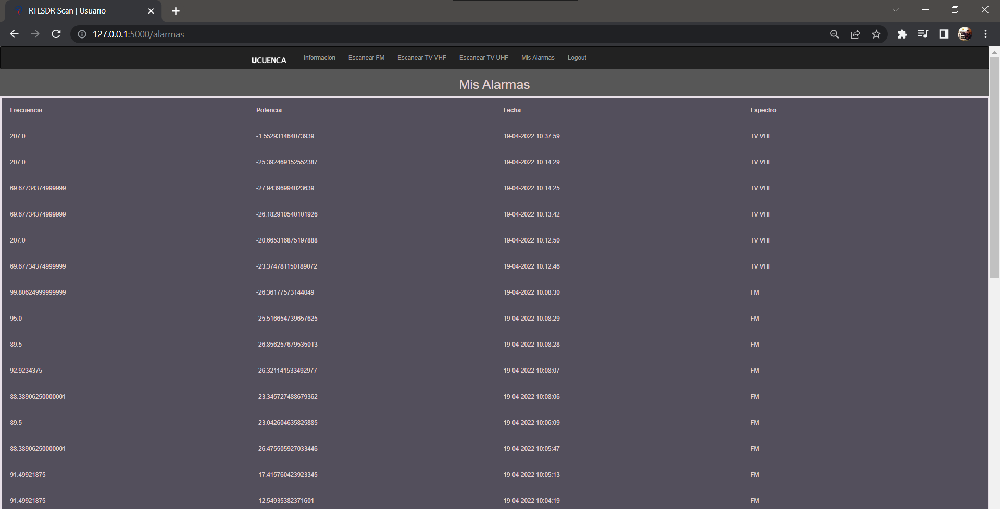 RTLSDR Scan | Usuario
127.0.0.1:5000/alarmas
UCUENCA Informacion Escanear FM Escanear TV VHF Escanear TV UHF Mis Alarmas Logout
Mis Alarmas
Frecuencia Potencia Fecha Espectro
207.0 -1.552931464073939 19-04-2022 10:37:59 TV VHF
207.0 -25.392469152552387 19-04-2022 10:14:29 TV VHF
69.67734374999999 -27.94396994023639 19-04-2022 10:14:25 TV VHF
69.67734374999999 -26.182910540101926 19-04-2022 10:13:42 TV VHF
207.0 -20.665316875197888 19-04-2022 10:12:50 TV VHF
69.67734374999999 -23.374781150189072 19-04-2022 10:12:46 TV VHF
99.80624999999999 -26.36177573144049 19-04-2022 10:08:30 FM
95.0 -25.516654739657625 19-04-2022 10:08:29 FM
89.5 -26.856257679535013 19-04-2022 10:08:28 FM
92.9234375 -26.321141533492977 19-04-2022 10:08:07 FM
88.38906250000001 -23.345727488679362 19-04-2022 10:08:06 FM
89.5 -23.042604635825885 19-04-2022 10:06:09 FM
88.38906250000001 -26.475505927033446 19-04-2022 10:05:47 FM
91.49921875 -17.415760423923345 19-04-2022 10:05:13 FM
91.49921875 -12.54935382371601 19-04-2022 10:04:19 FM